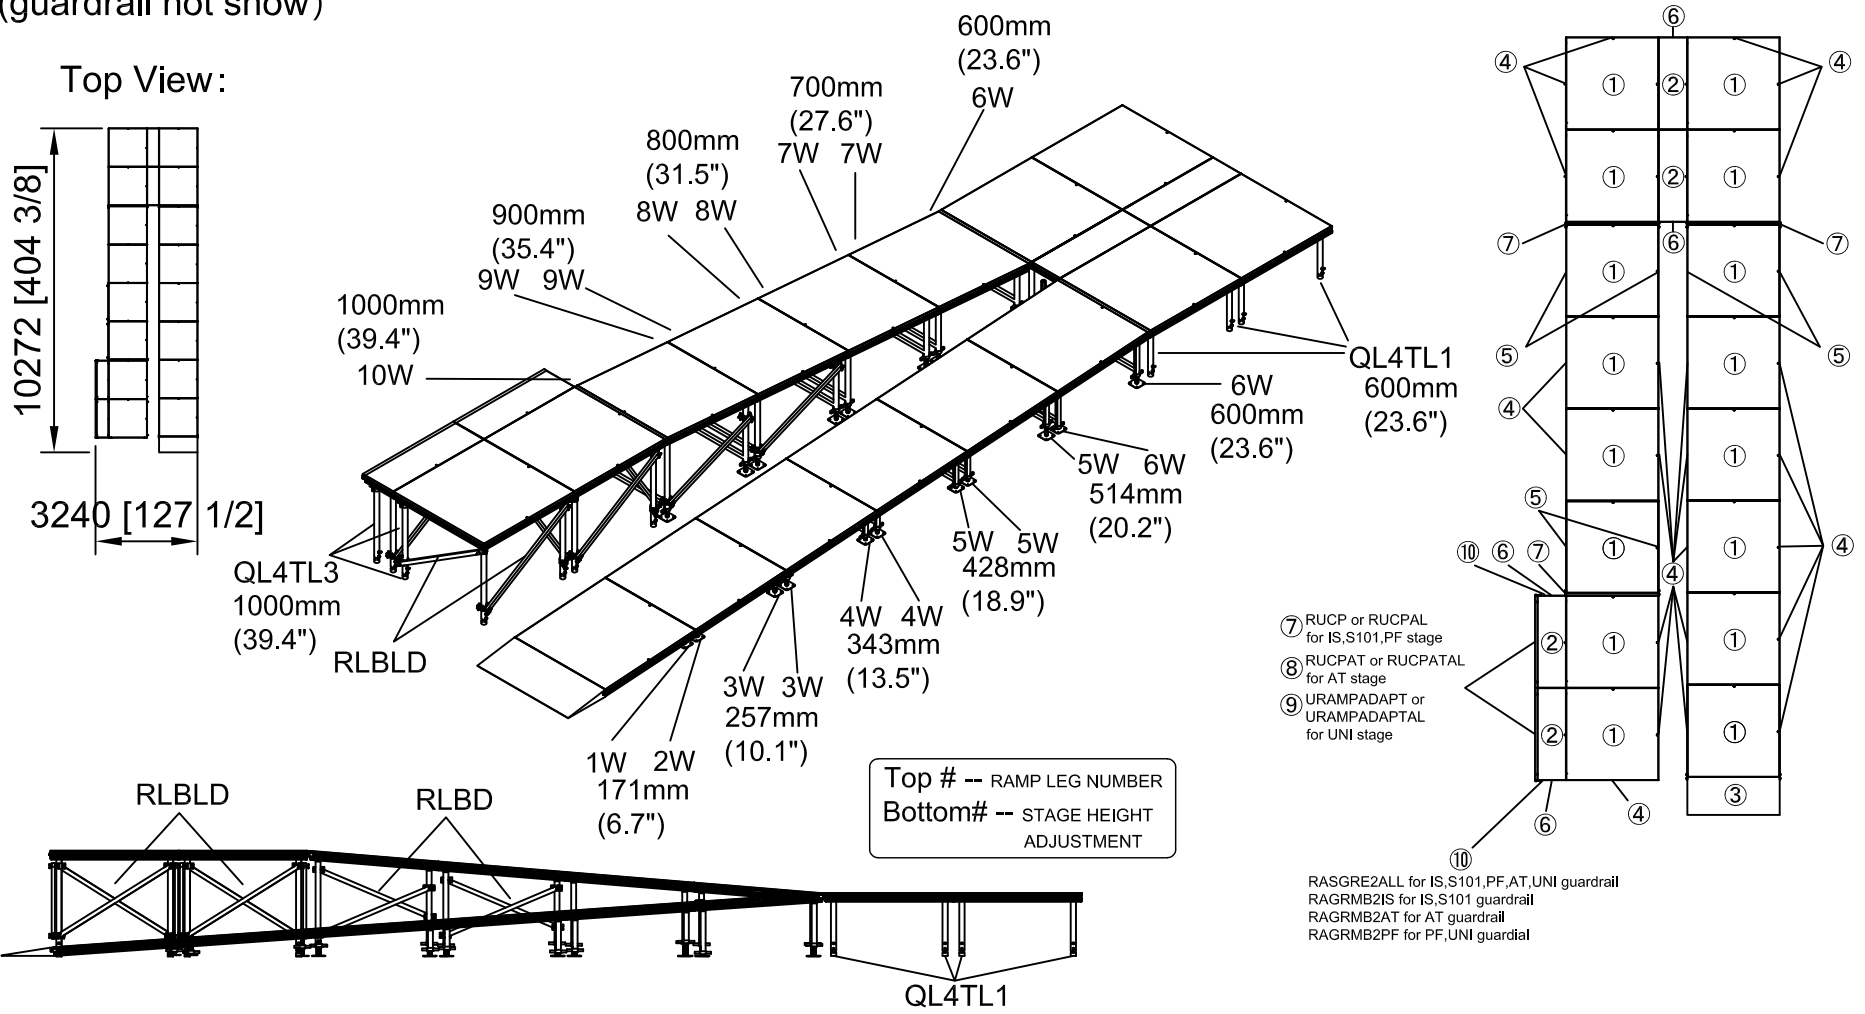 (guardrail not show)
Top View:
10272 [404 3/8]
3240 [127 1/2]
600mm
(23.6")
6W
700mm
(27.6")
7W 7W
800mm
(31.5")
8W 8W
900mm
(35.4")
9W 9W
1000mm
(39.4")
10W
QL4TL3
1000mm
(39.4")
RLBLD
QL4TL1
600mm
(23.6")
6W
600mm
(23.6")
5W 6W
514mm
(20.2")
5W 5W
428mm
(18.9")
4W 4W
343mm
(13.5")
3W 3W
257mm
(10.1")
1W 2W
171mm
(6.7")
RLBLD
RLBD
QL4TL1
Top # -- RAMP LEG NUMBER
Bottom# -- STAGE HEIGHT
ADJUSTMENT
⑥
④ ④
① ② ①
① ② ①
⑦ ⑥ ⑦
① ①
⑤ ⑤
① ①
④
① ①
⑤
⑩ ⑥ ⑦ ① ① ④
④
② ① ①
② ① ①
③
⑥ ④
⑩
⑦ RUCP or RUCPAL
for IS,S101,PF stage
⑧ RUCPAT or RUCPATAL
for AT stage
⑨ URAMPADAPT or
URAMPADAPTAL
for UNI stage
RASGRE2ALL for IS,S101,PF,AT,UNI guardrail
RAGRMB2IS for IS,S101 guardrail
RAGRMB2AT for AT guardrail
RAGRMB2PF for PF,UNI guardial